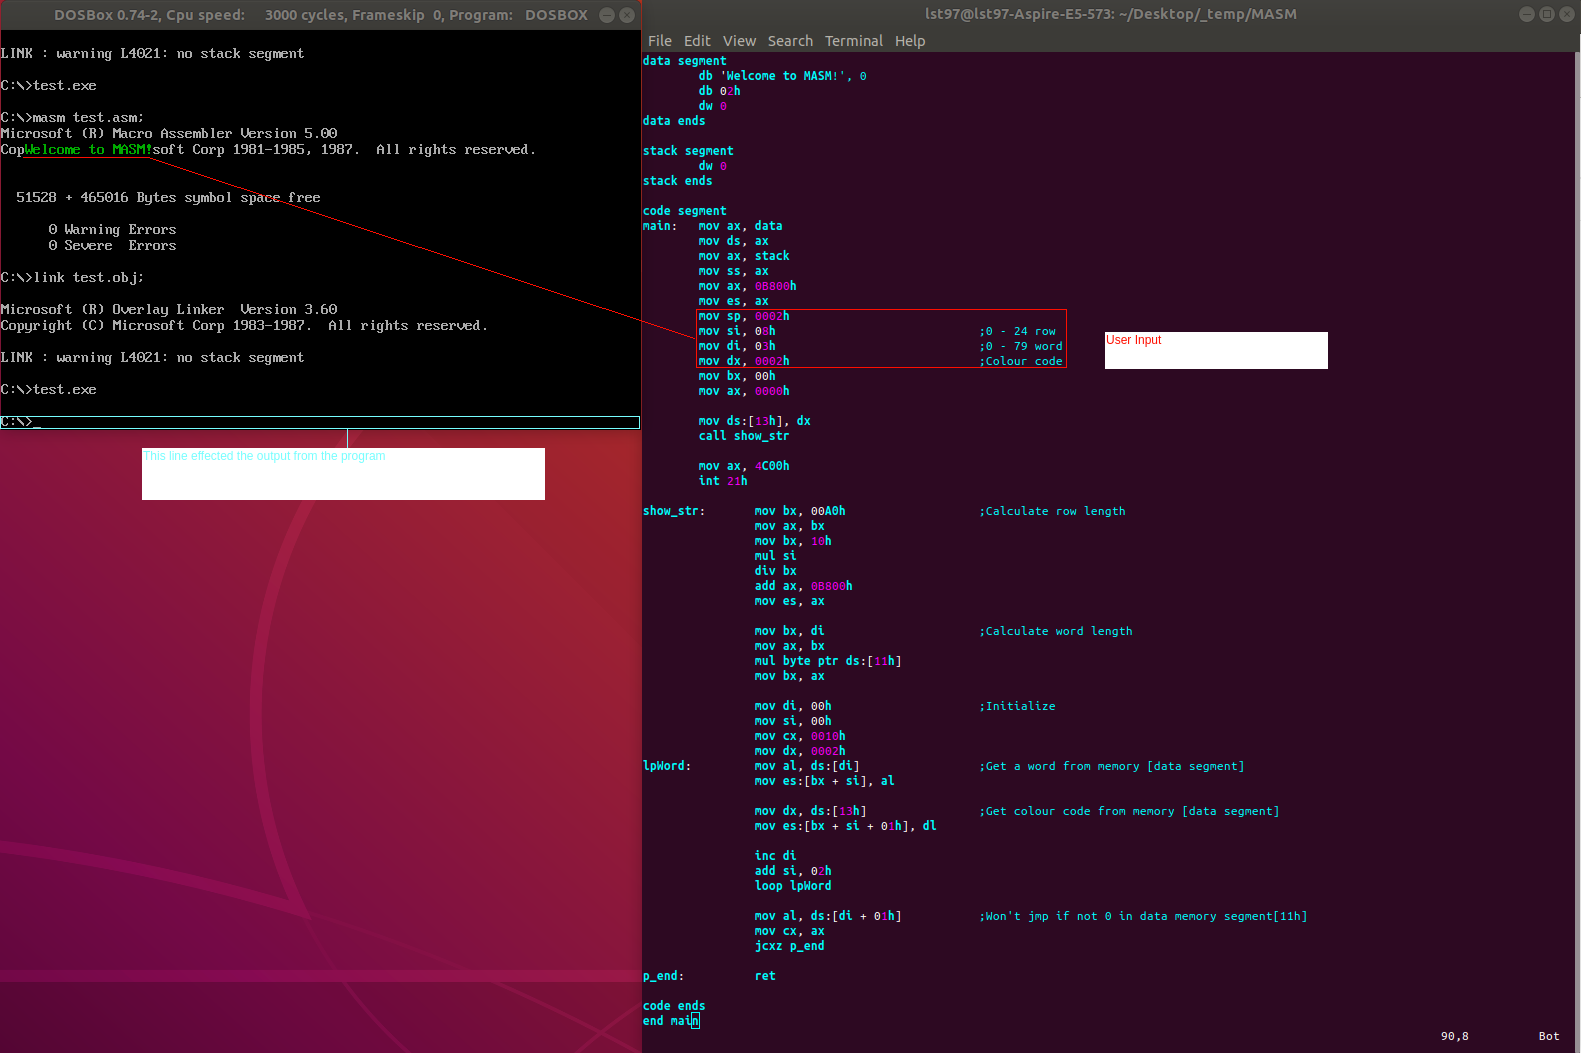 DOSBox 0.74-2, Cpu speed:    3000 cycles, Frameskip  0, Program:   DOSBOX
LINK : warning L4021: no stack segment
C:\>test.exe
C:\>masm test.asm;
Microsoft (R) Macro Assembler Version 5.00
CopWelcome to MASM!soft Corp 1981-1985, 1987.  All rights reserved.
51528 + 465016 Bytes symbol space free
0 Warning Errors
0 Severe  Errors
C:\>link test.obj;
Microsoft (R) Overlay Linker  Version 3.60
Copyright (C) Microsoft Corp 1983-1987.  All rights reserved.
LINK : warning L4021: no stack segment
C:\>test.exe
C:\>_
This line effected the output from the program
lst97@lst97-Aspire-E5-573: ~/Desktop/_temp/MASM
File Edit View Search Terminal Help
data segment
db 'Welcome to MASM!', 0
db 02h
dw 0
data ends
stack segment
dw 0
stack ends
code segment
main:   mov ax, data
mov ds, ax
mov ax, stack
mov ss, ax
mov ax, 0B800h
mov es, ax
mov sp, 0002h
mov si, 08h ;0 - 24 row
mov di, 03h ;0 - 79 word
mov dx, 0002h ;Colour code
User Input
mov bx, 00h
mov ax, 0000h
mov ds:[13h], dx
call show_str
mov ax, 4C00h
int 21h
show_str: mov bx, 00A0h ;Calculate row length
mov ax, bx
mov bx, 10h
mul si
div bx
add ax, 0B800h
mov es, ax
mov bx, di ;Calculate word length
mov ax, bx
mul byte ptr ds:[11h]
mov bx, ax
mov di, 00h ;Initialize
mov si, 00h
mov cx, 0010h
mov dx, 0002h
lpWord: mov al, ds:[di] ;Get a word from memory [data segment]
mov es:[bx + si], al
mov dx, ds:[13h] ;Get colour code from memory [data segment]
mov es:[bx + si + 01h], dl
inc di
add si, 02h
loop lpWord
mov al, ds:[di + 01h] ;Won't jmp if not 0 in data memory segment[11h]
mov cx, ax
jcxz p_end
p_end: ret
code ends
end main
90,8 Bot